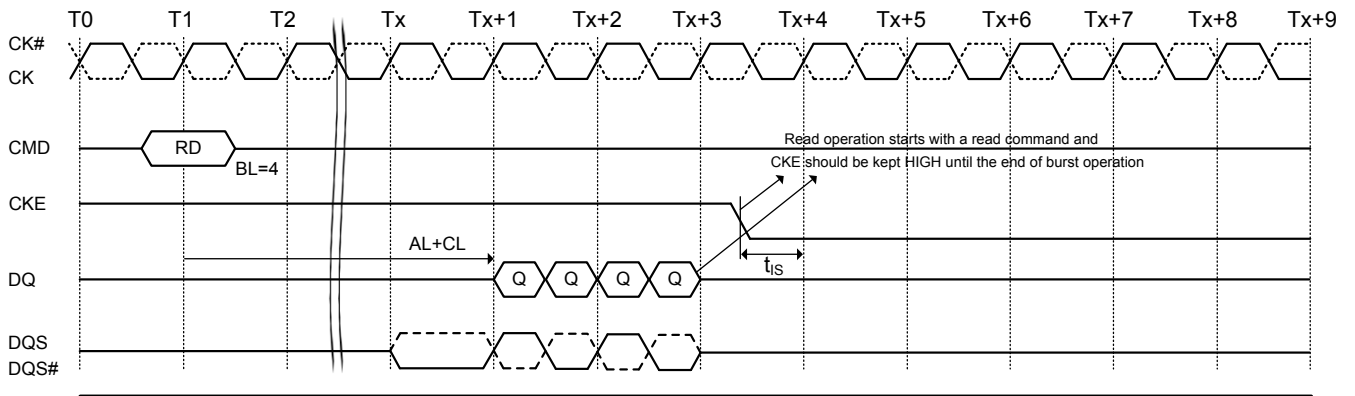 T0 T1 T2 Tx Tx+1 Tx+2 Tx+3 Tx+4 Tx+5 Tx+6 Tx+7 Tx+8 Tx+9
CK#
CK
CMD RD BL=4
Read operation starts with a read command and
CKE should be kept HIGH until the end of burst operation
CKE
AL+CL
tIS
DQ Q Q Q Q
DQS
DQS#